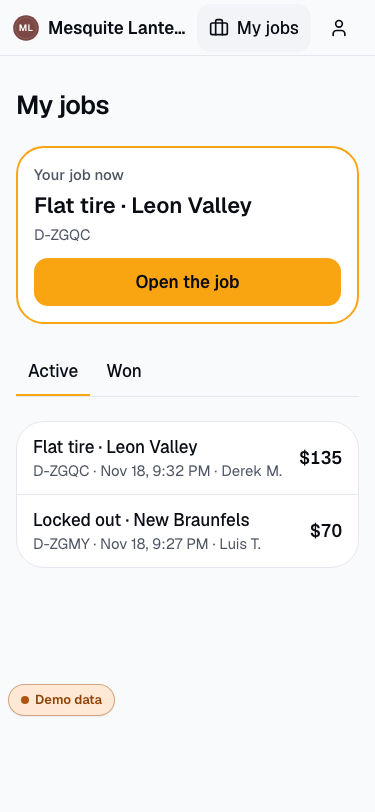 ML Mesquite Lante... My jobs
My jobs
Your job now
Flat tire · Leon Valley
D-ZGQC
Open the job
Active Won
Flat tire · Leon Valley
D-ZGQC · Nov 18, 9:32 PM · Derek M.
$135
Locked out · New Braunfels
D-ZGMY · Nov 18, 9:27 PM · Luis T.
$70
Demo data